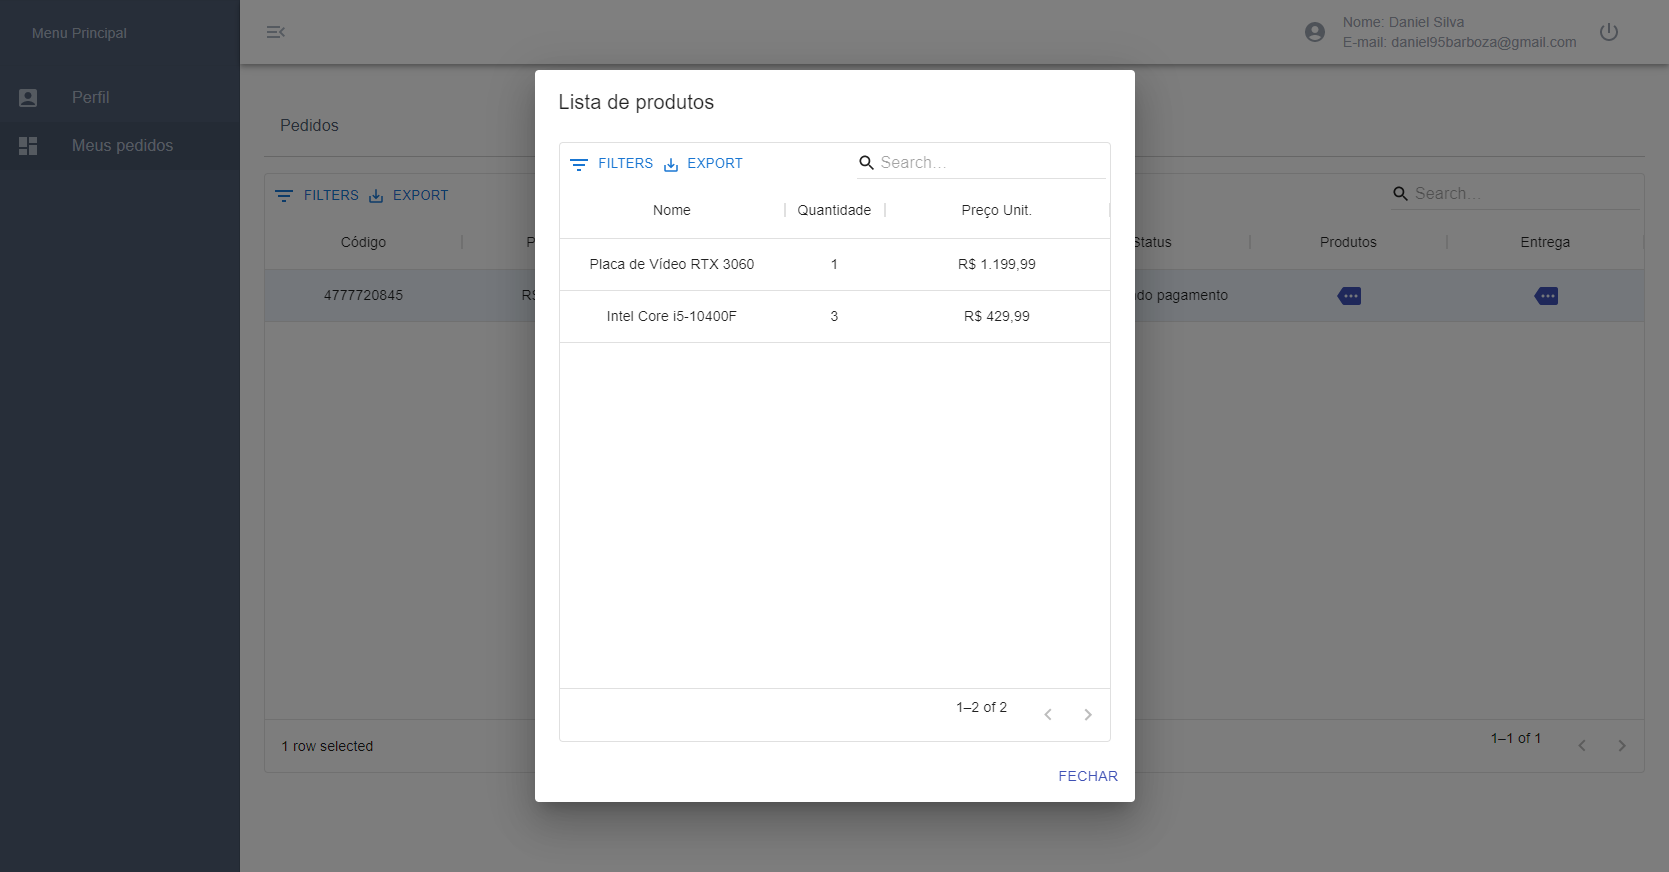 Menu Principal
Perfil
Meus pedidos
Nome: Daniel Silva
E-mail: daniel95barboza@gmail.com
Pedidos
FILTERS EXPORT
Search...
Código
Status
Produtos
Entrega
4777720845
pagamento
1 row selected
1–1 of 1
Lista de produtos
FILTERS EXPORT
Search...
Nome Quantidade Preço Unit.
Placa de Vídeo RTX 3060 1 R$ 1.199,99
Intel Core i5-10400F 3 R$ 429,99
1–2 of 2
FECHAR